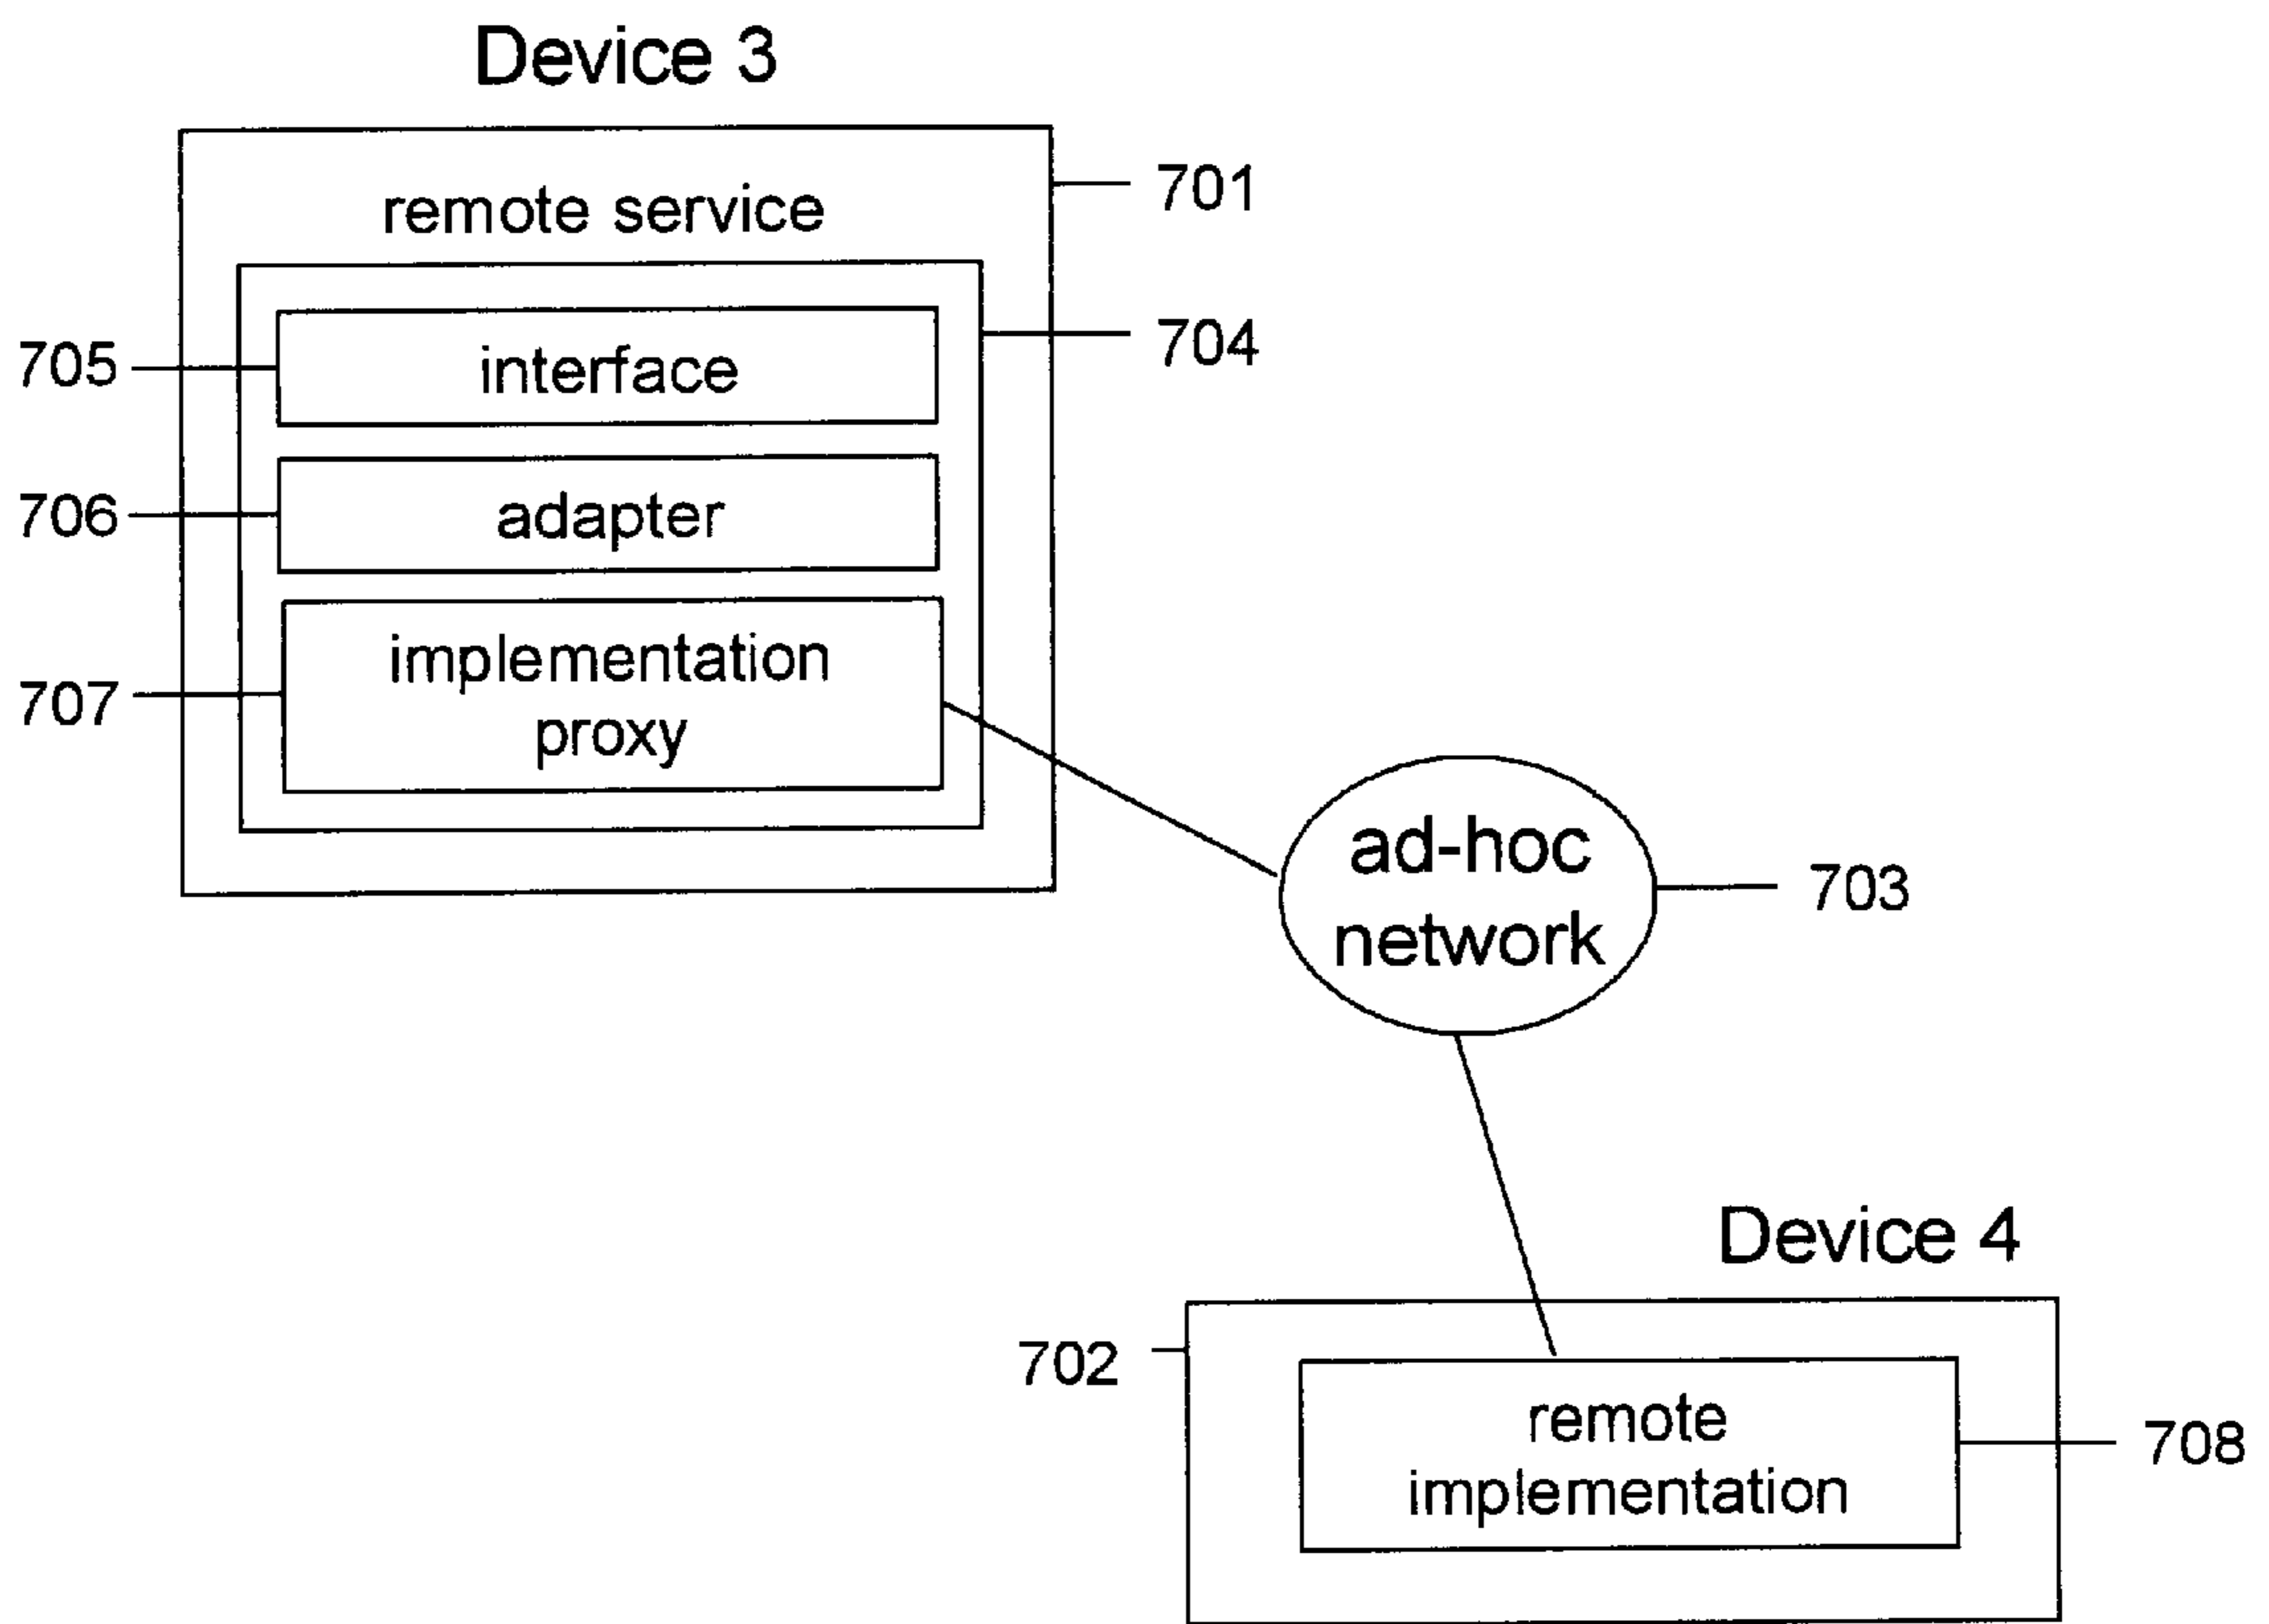 Device 3
remote service
701
704
705
interface
706
adapter
707
implementation
proxy
ad-hoc
network
703
Device 4
702
remote
implementation
708